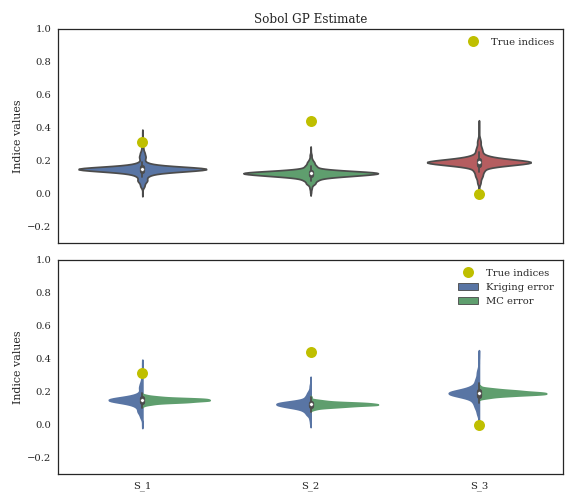 Sobol GP Estimate
1.0
0.8
0.6
0.4
0.2
0.0
−0.2
Indice values
True indices
1.0
0.8
0.6
0.4
0.2
0.0
−0.2
Indice values
True indices
Kriging error
MC error
S_1 S_2 S_3